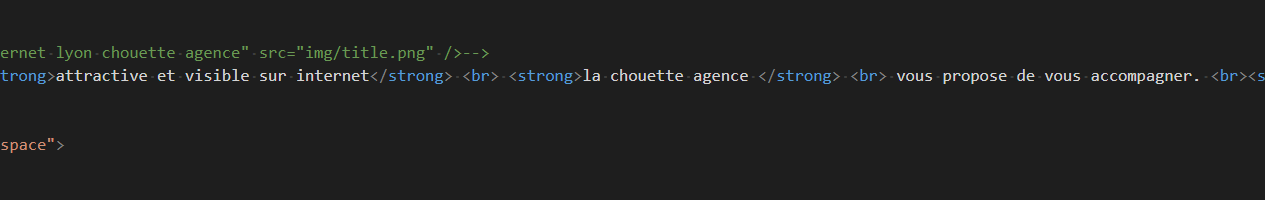 ernet lyon chouette agence" src="img/title.png" />-->
trong>attractive et visible sur internet</strong> <br> <strong>la chouette agence </strong> <br> vous propose de vous accompagner. <br><s
space">